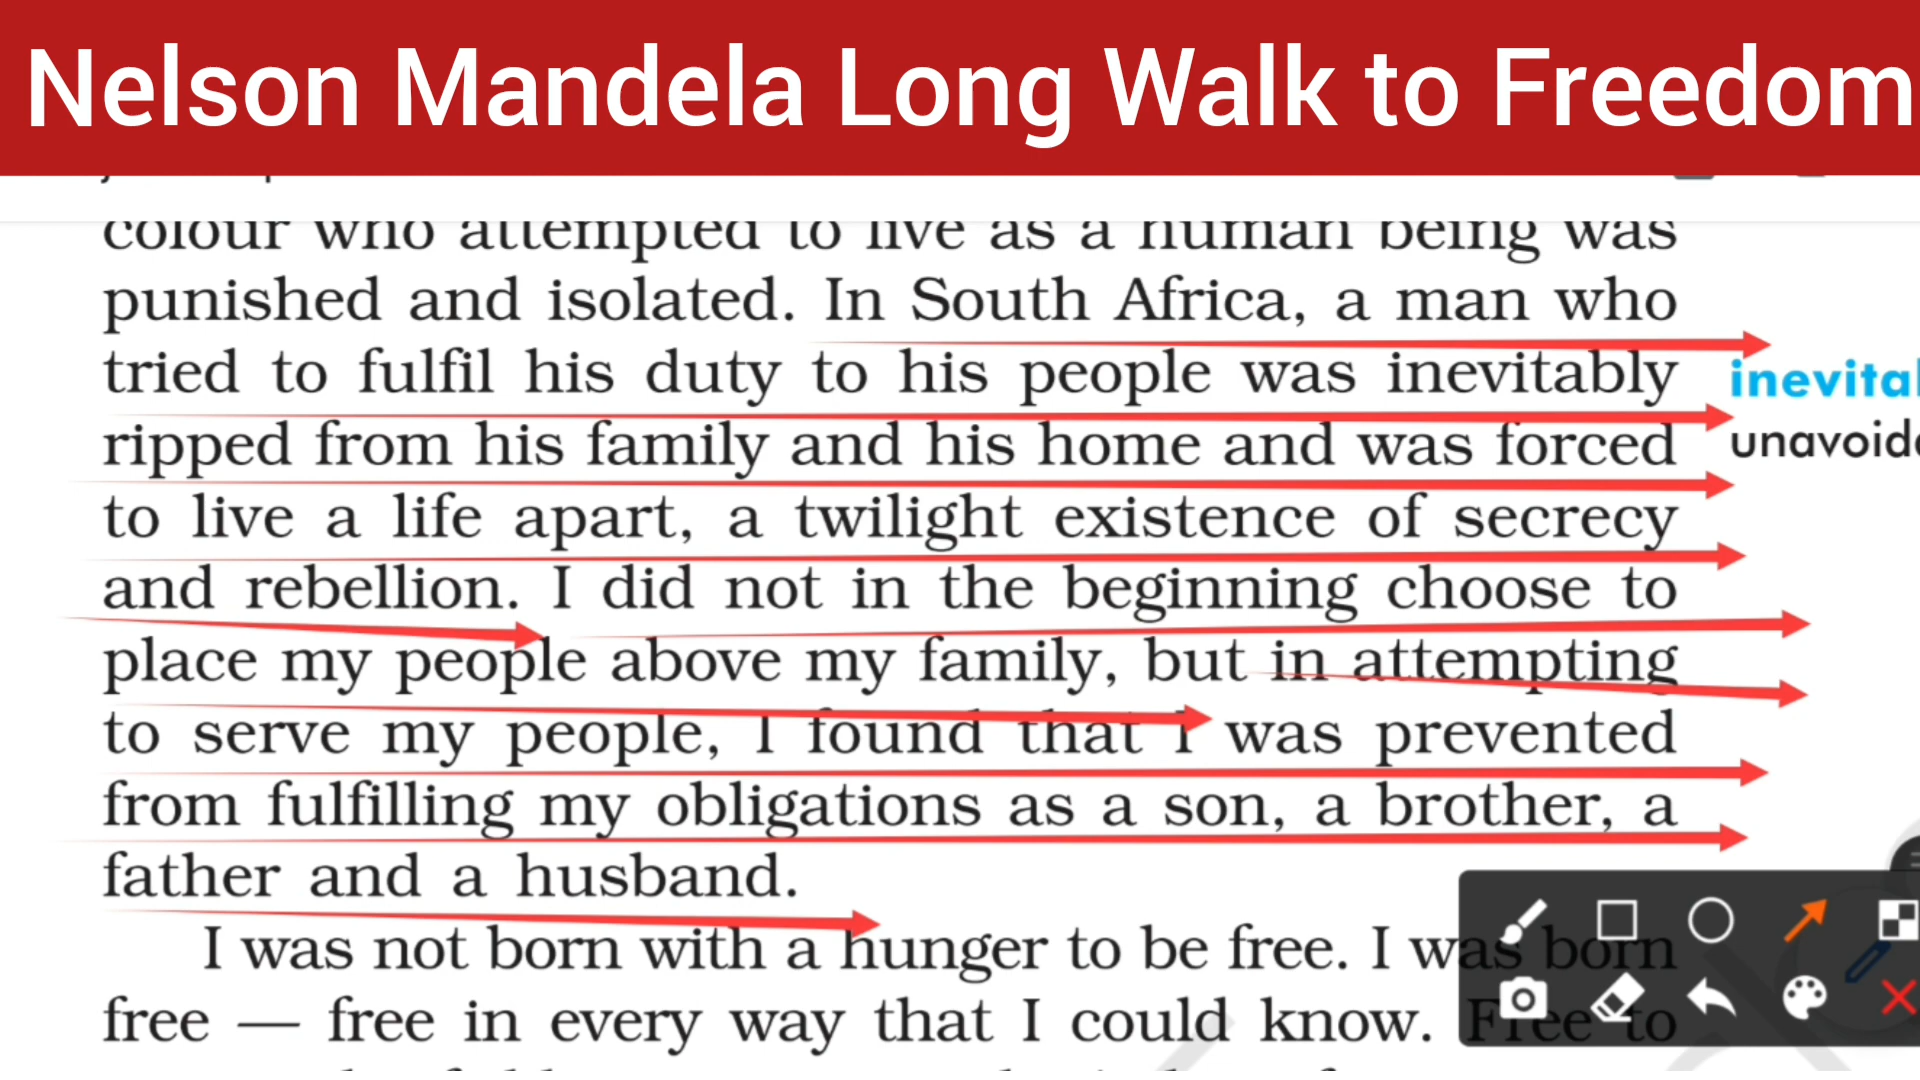 Nelson Mandela Long Walk to Freedom
colour who attempted to live as a human being was
punished and isolated. In South Africa, a man who
tried to fulfil his duty to his people was inevitably
ripped from his family and his home and was forced
to live a life apart, a twilight existence of secrecy
and rebellion. I did not in the beginning choose to
place my people above my family, but in attempting
to serve my people, I found that I was prevented
from fulfilling my obligations as a son, a brother, a
father and a husband.
I was not born with a hunger to be free. I was born
free — free in every way that I could know. Free to
inevita
unavoid